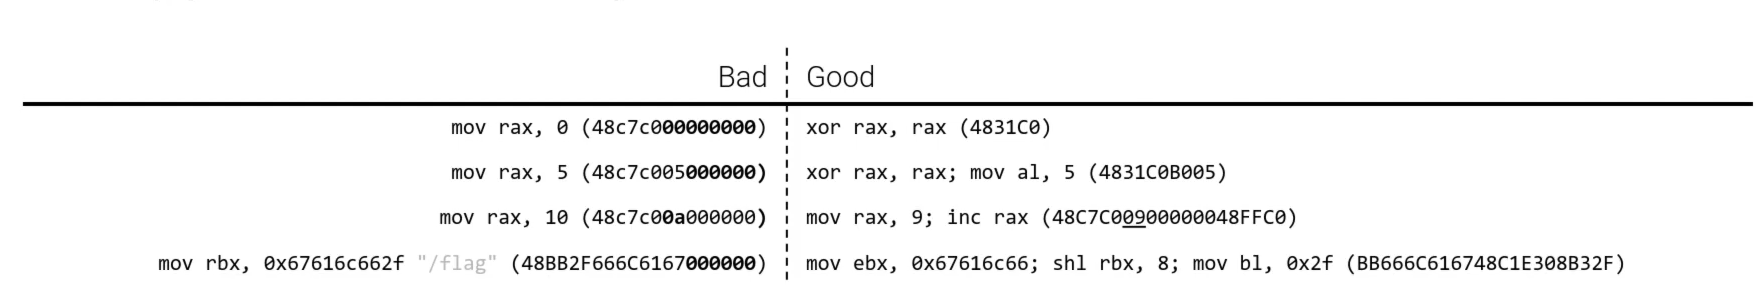 Bad Good
mov rax, 0 (48c7c000000000) xor rax, rax (4831C0)
mov rax, 5 (48c7c005000000) xor rax, rax; mov al, 5 (4831C0B005)
mov rax, 10 (48c7c00a000000) mov rax, 9; inc rax (48C7C00900000048FFC0)
mov rbx, 0x67616c662f "/flag" (48BB2F666C6167000000) mov ebx, 0x67616c66; shl rbx, 8; mov bl, 0x2f (BB666C616748C1E308B32F)